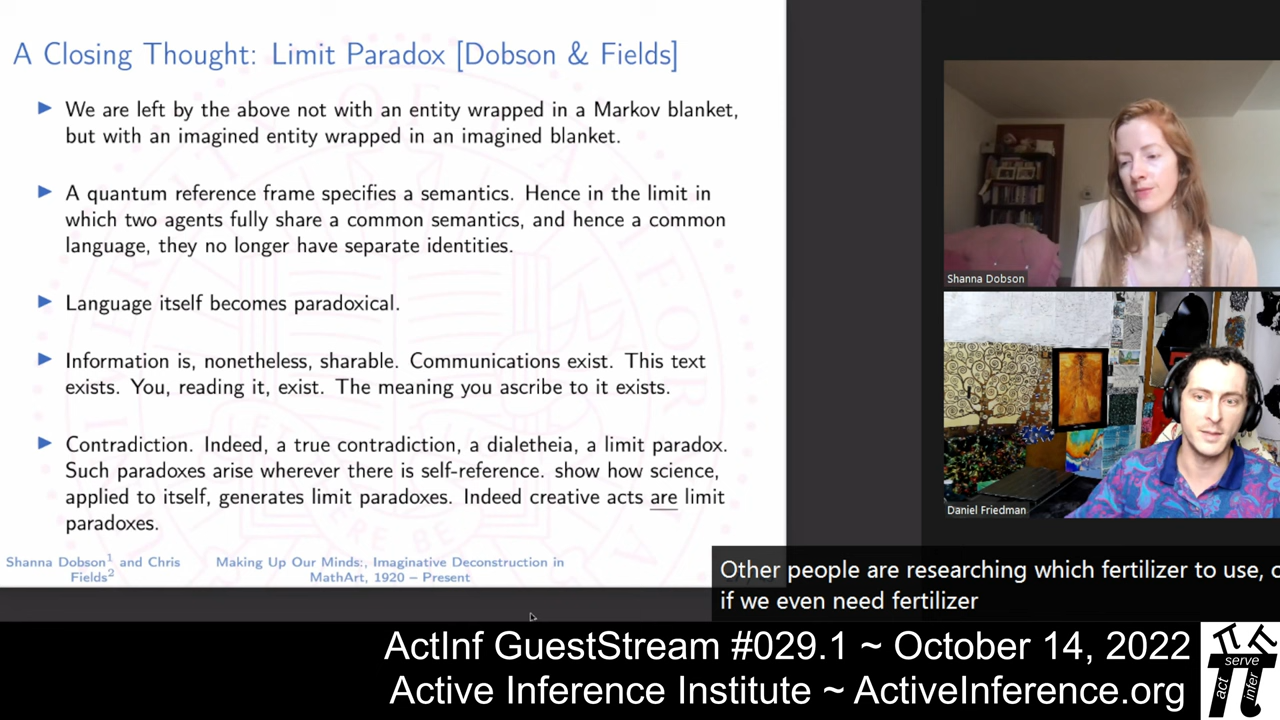 A Closing Thought: Limit Paradox [Dobson & Fields]
We are left by the above not with an entity wrapped in a Markov blanket,
but with an imagined entity wrapped in an imagined blanket.
A quantum reference frame specifies a semantics. Hence in the limit in
which two agents fully share a common semantics, and hence a common
language, they no longer have separate identities.
Language itself becomes paradoxical.
Information is, nonetheless, sharable. Communications exist. This text
exists. You, reading it, exist. The meaning you ascribe to it exists.
Contradiction. Indeed, a true contradiction, a dialetheia, a limit paradox.
Such paradoxes arise wherever there is self-reference. show how science,
applied to itself, generates limit paradoxes. Indeed creative acts are limit
paradoxes.
Shanna Dobson¹ and Chris
Fields²
Making Up Our Minds:, Imaginative Deconstruction in
MathArt, 1920 – Present
Shanna Dobson
Daniel Friedman
Other people are researching which fertilizer to use,
if we even need fertilizer
ActInf GuestStream #029.1 ~ October 14, 2022
Active Inference Institute ~ ActiveInference.org
serve
act
infer